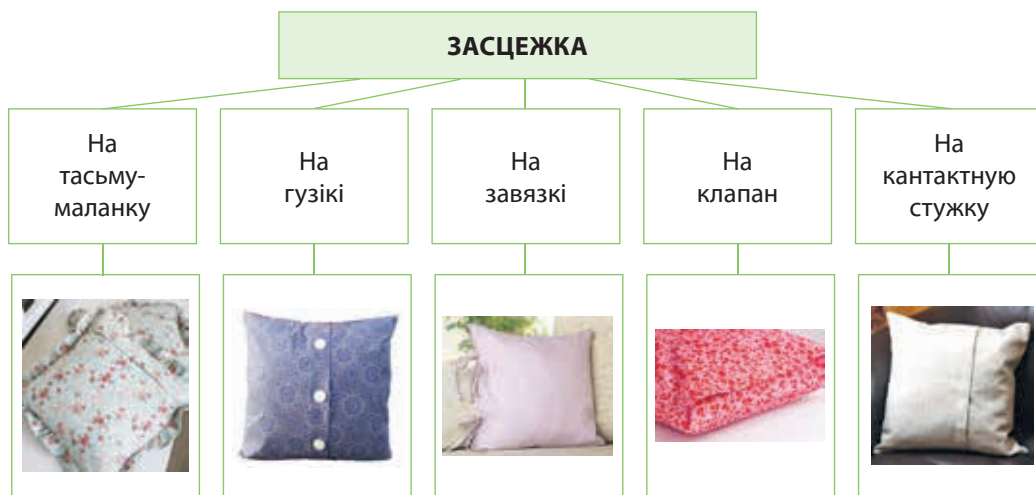 ЗАСЦЕЖКА
На
тасьму-
маланку
На
гузікі
На
завязкі
На
клапан
На
кантактную
стужку